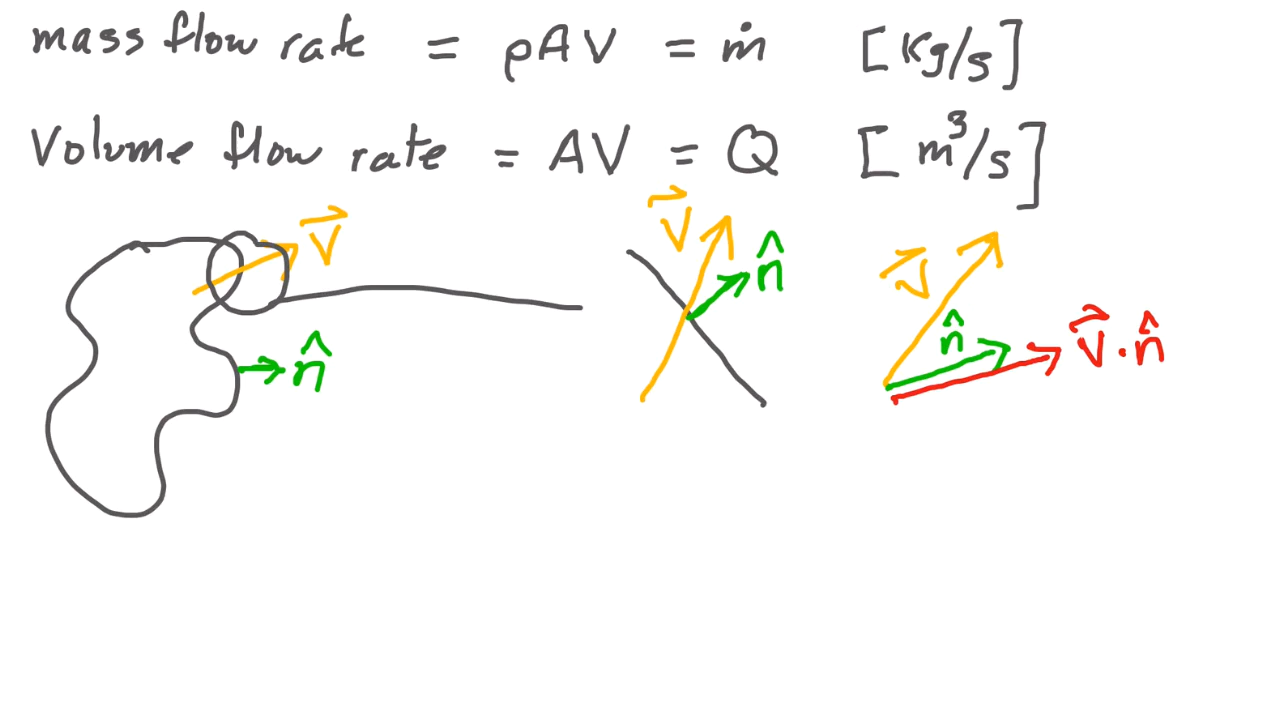 mass flow rate = ρAV = ṁ [Kg/s]
Volume flow rate = AV = Q [m³/s]
V⃗
n̂
V⃗
n̂
V⃗
n̂
V⃗·n̂